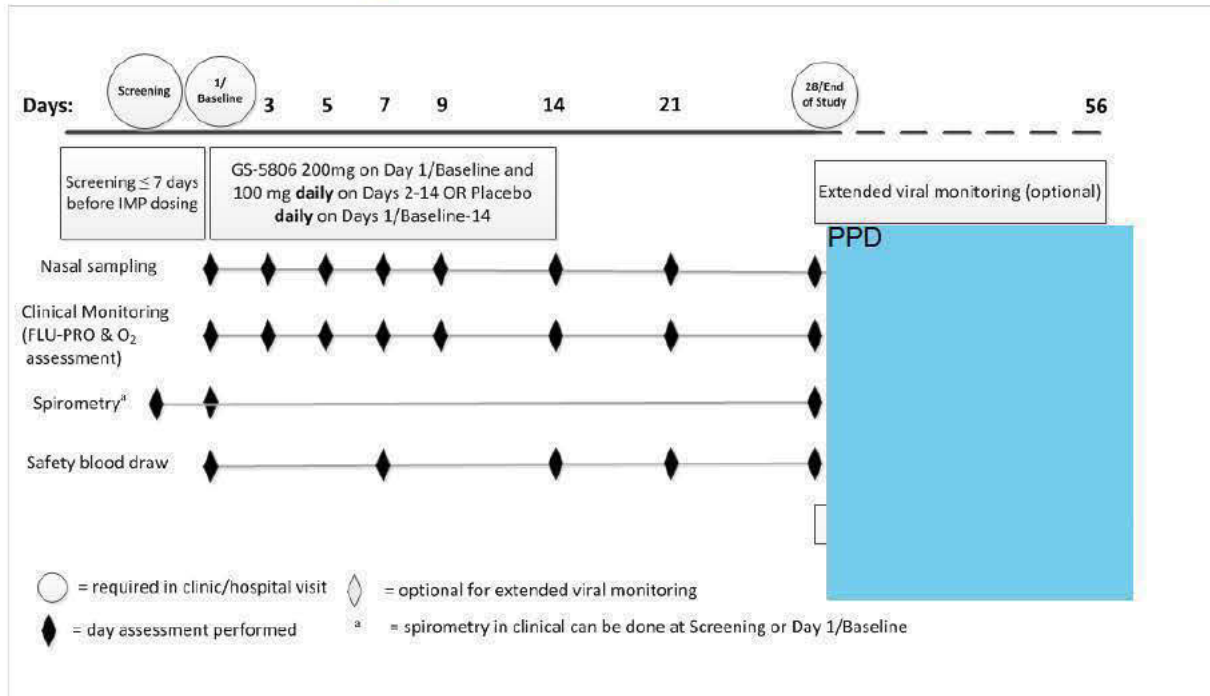 Screening
1/
Baseline
28/End
of Study
Days:
3
5
7
9
14
21
56
Screening ≤ 7 days
before IMP dosing
GS-5806 200mg on Day 1/Baseline and
100 mg daily on Days 2-14 OR Placebo
daily on Days 1/Baseline-14
Extended viral monitoring (optional)
PPD
Nasal sampling
Clinical Monitoring
(FLU-PRO & O₂
assessment)
Spirometryᵃ
Safety blood draw
= required in clinic/hospital visit
= optional for extended viral monitoring
= day assessment performed
ᵃ = spirometry in clinical can be done at Screening or Day 1/Baseline